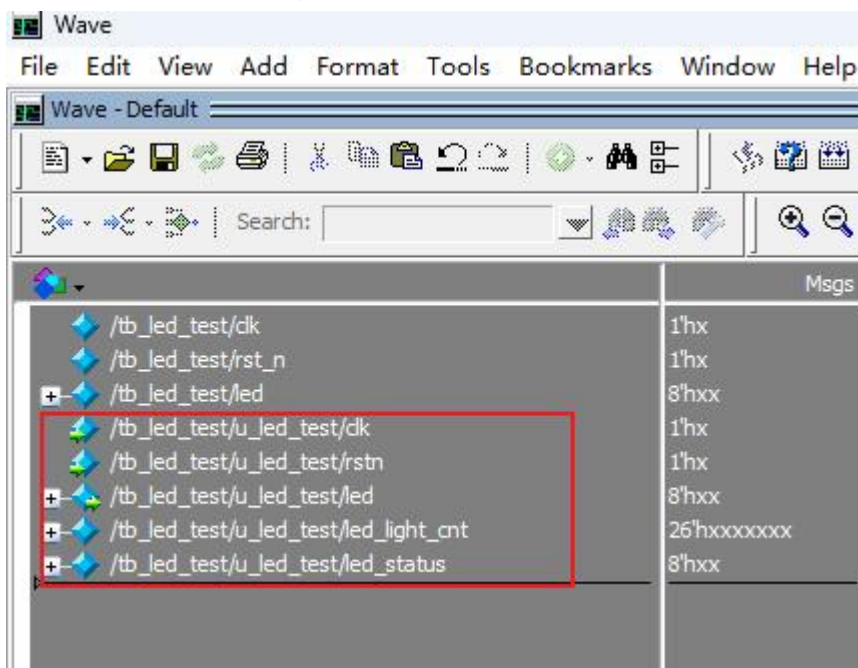 Wave
File Edit View Add Format Tools Bookmarks Window Help
Wave - Default
Search:
Msgs
/tb_led_test/clk 1'hx
/tb_led_test/rst_n 1'hx
/tb_led_test/led 8'hxx
/tb_led_test/u_led_test/clk 1'hx
/tb_led_test/u_led_test/rstn 1'hx
/tb_led_test/u_led_test/led 8'hxx
/tb_led_test/u_led_test/led_light_cnt 26'hxxxxxxx
/tb_led_test/u_led_test/led_status 8'hxx